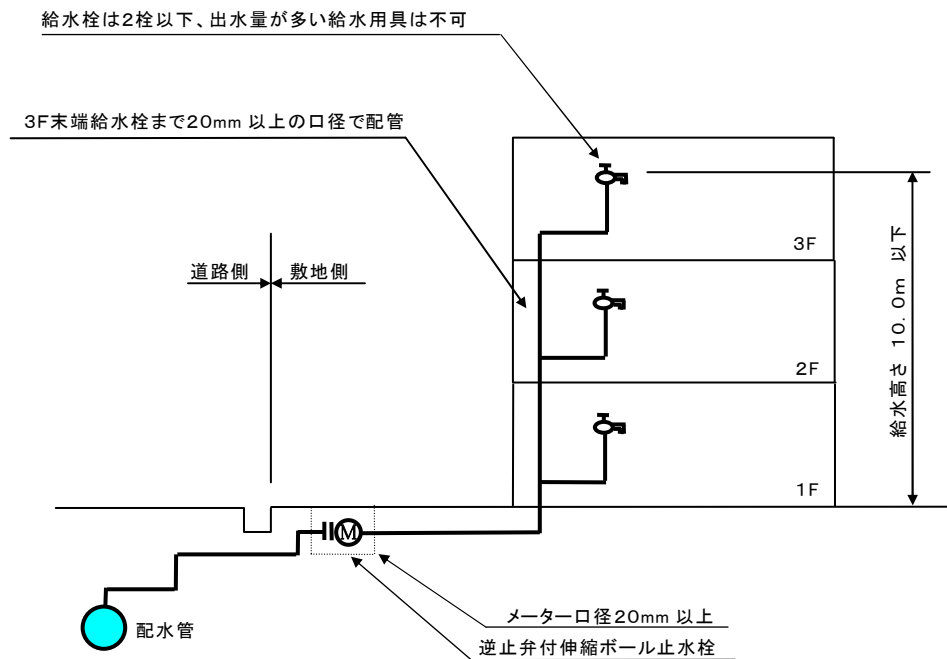 給水栓は2栓以下、出水量が多い給水用具は不可
3F末端給水栓まで20mm 以上の口径で配管
3F
道路側
敷地側
2F
給水高さ 10.0m 以下
1F
M
メーター口径20mm 以上
配水管
逆止弁付伸縮ボール止水栓